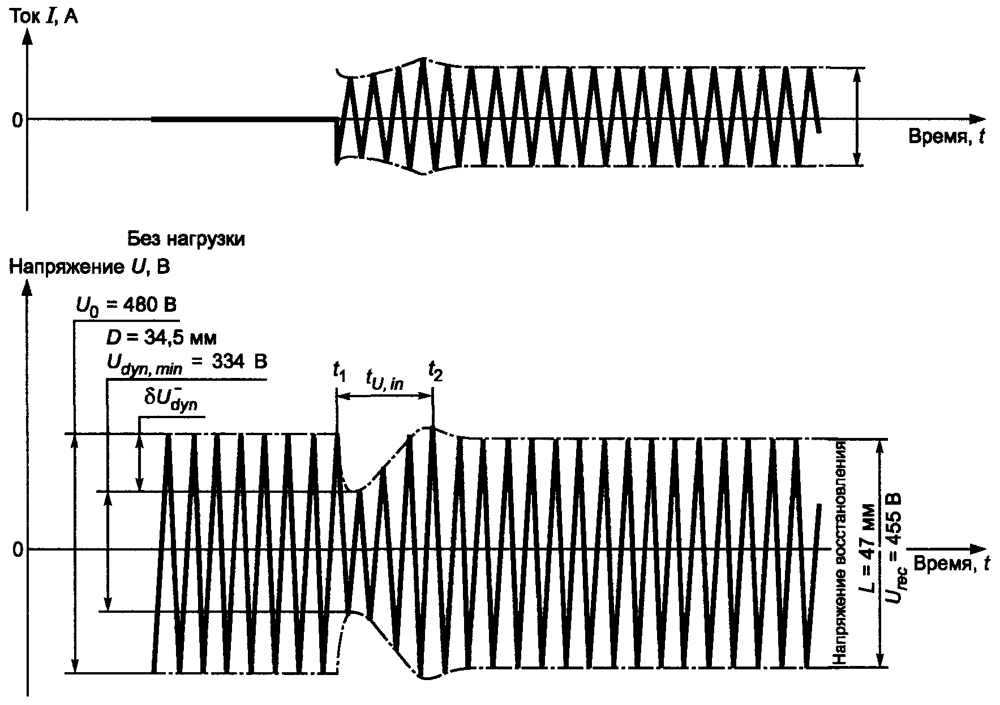 Ток I, А
0
Время, t
Без нагрузки
Напряжение U, В
U0 = 480 В
D = 34,5 мм
Udyn, min = 334 В
δU‾dyn
t1
tU, in
t2
0
Время, t
Напряжение восстановления
L = 47 мм
Urec = 455 В